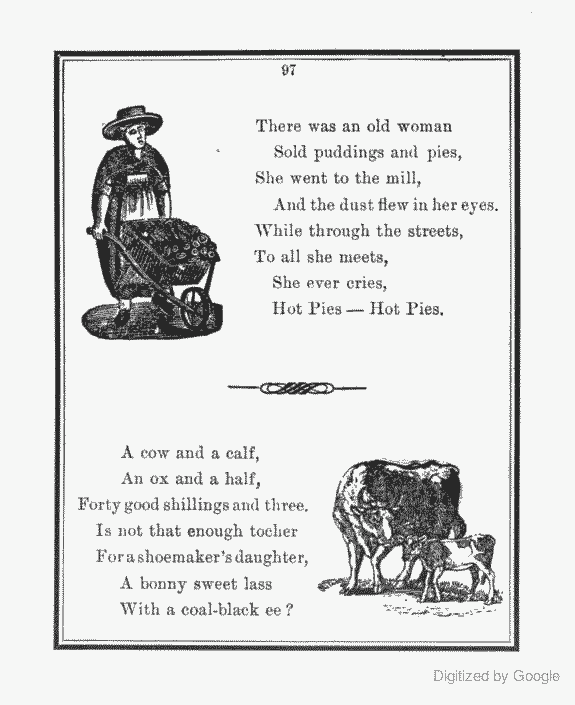 97
There was an old woman
Sold puddings and pies,
She went to the mill,
And the dust flew in her eyes.
While through the streets,
To all she meets,
She ever cries,
Hot Pies — Hot Pies.
A cow and a calf,
An ox and a half,
Forty good shillings and three.
Is not that enough tocher
For a shoemaker's daughter,
A bonny sweet lass
With a coal-black ee?
Digitized by Google